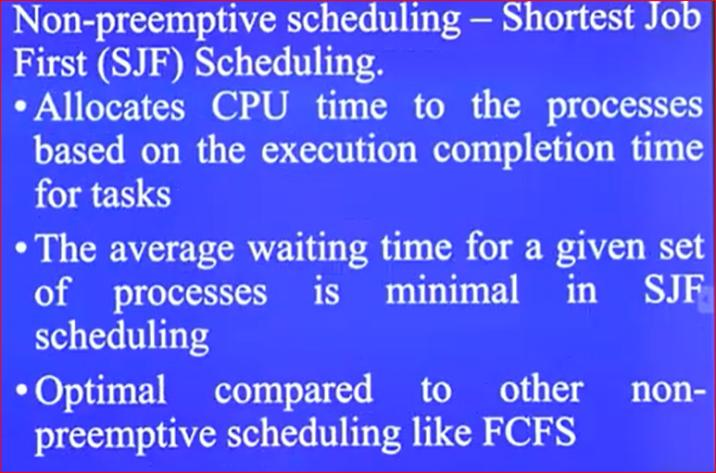 Non-preemptive scheduling – Shortest Job
First (SJF) Scheduling.
• Allocates CPU time to the processes
based on the execution completion time
for tasks
• The average waiting time for a given set
of processes is minimal in SJF
scheduling
• Optimal compared to other non-
preemptive scheduling like FCFS